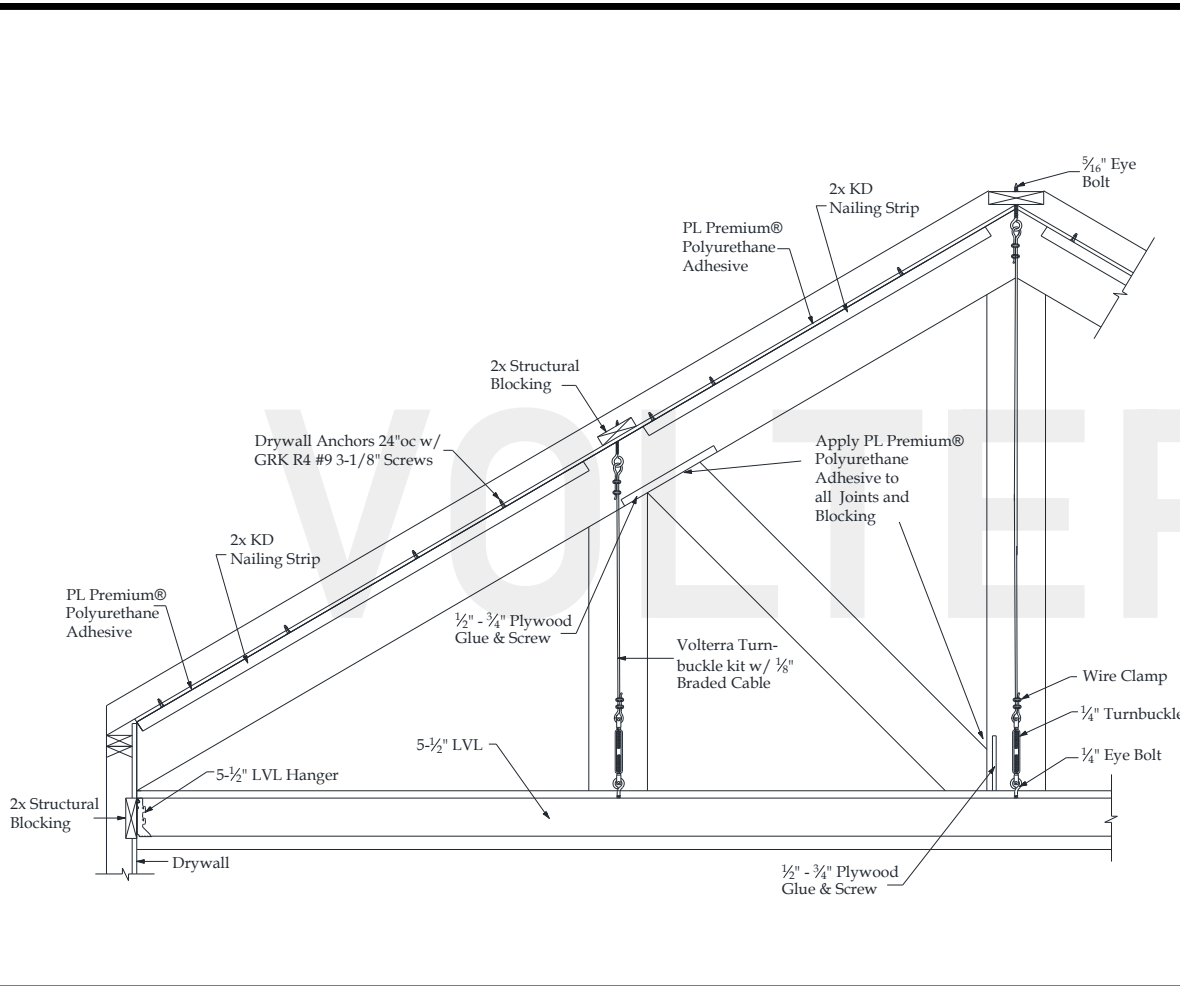 5⁄16" Eye
Bolt
2x KD
Nailing Strip
PL Premium®
Polyurethane
Adhesive
2x Structural
Blocking
Drywall Anchors 24"oc w/
GRK R4 #9 3-1/8" Screws
Apply PL Premium®
Polyurethane
Adhesive to
all Joints and
Blocking
2x KD
Nailing Strip
PL Premium®
Polyurethane
Adhesive
½" - ¾" Plywood
Glue & Screw
Volterra Turn-
buckle kit w/ ⅛"
Braded Cable
Wire Clamp
¼" Turnbuckle
¼" Eye Bolt
5-½" LVL
5-½" LVL Hanger
2x Structural
Blocking
Drywall
½" - ¾" Plywood
Glue & Screw
VOLTER